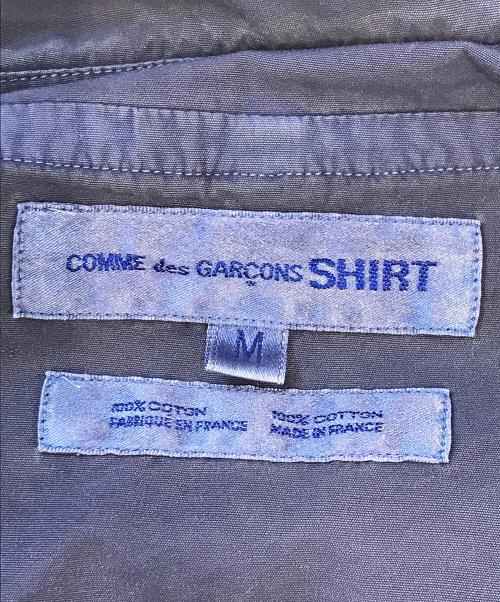 COMME des GARÇONS SHIRT
M
100% COTON 100% COTTON
FABRIQUE EN FRANCE MADE IN FRANCE